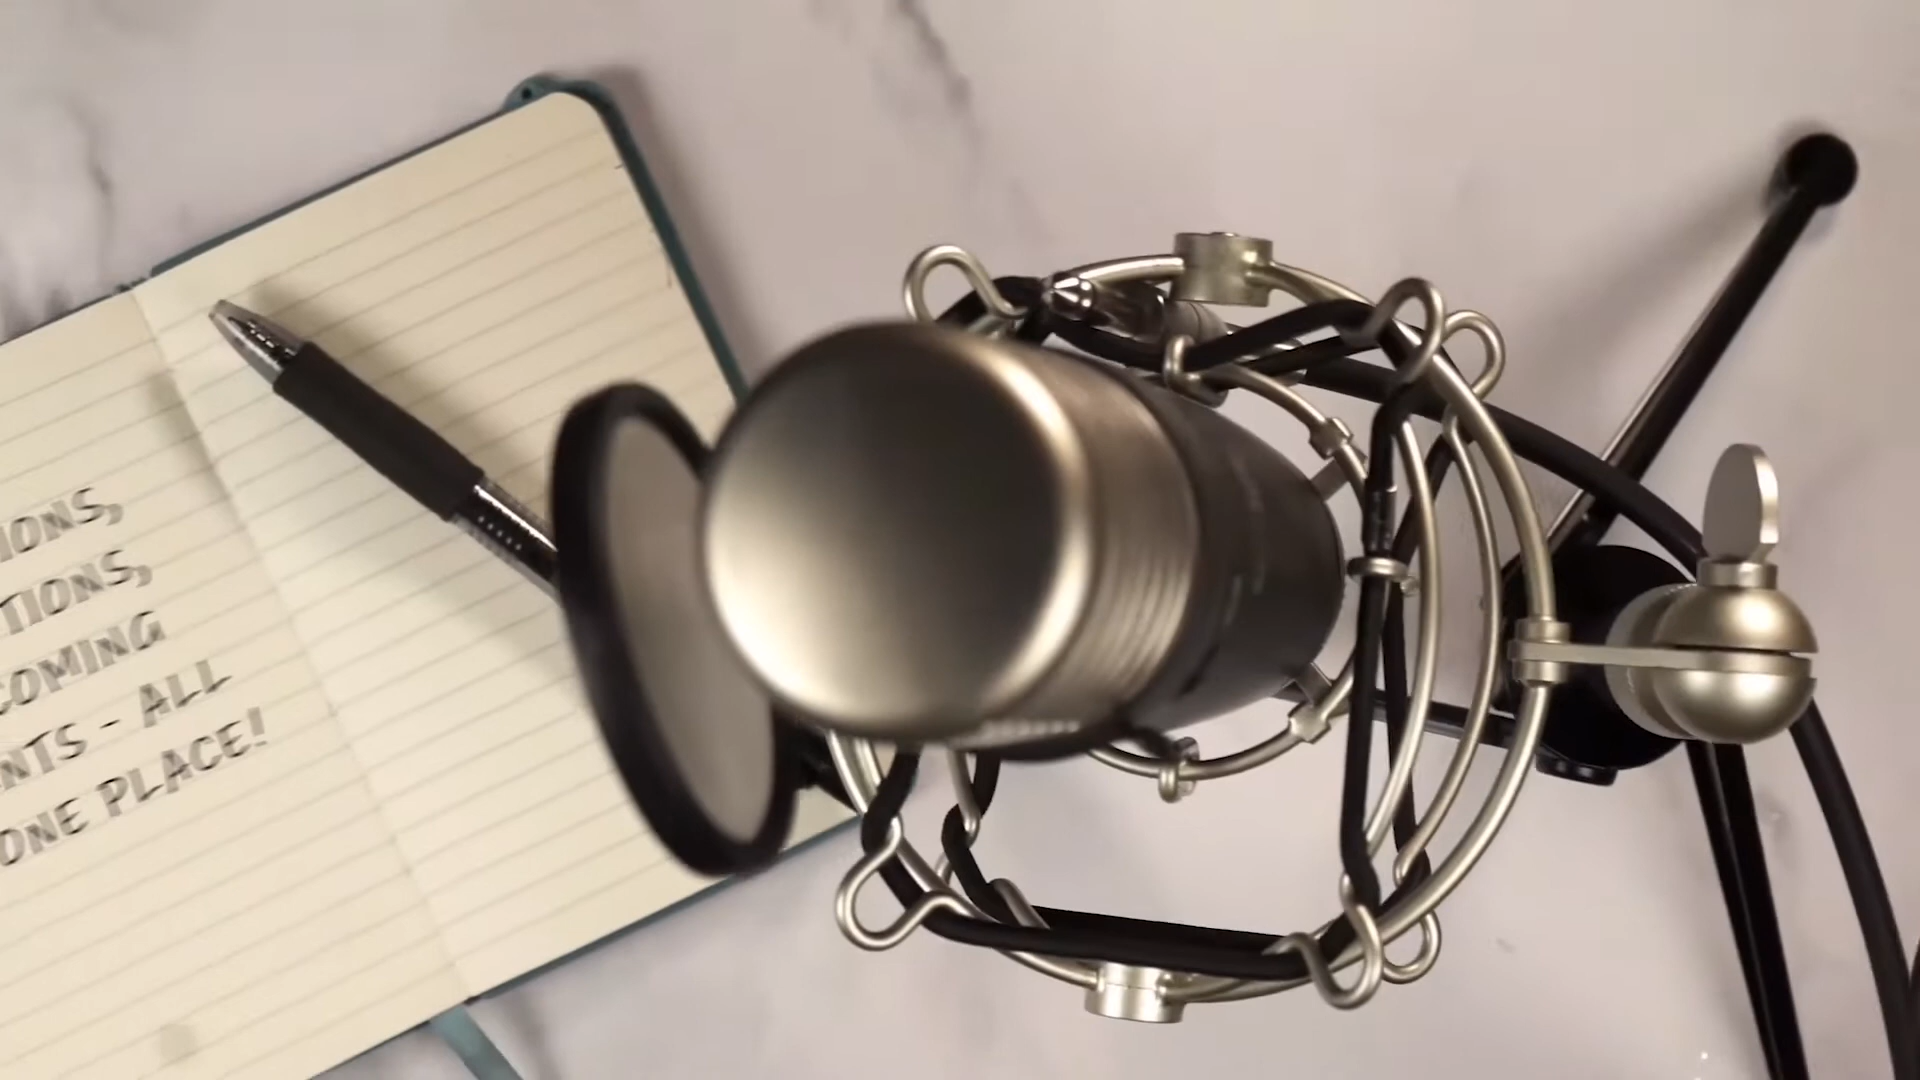 IONS,
TIONS,
COMING
NTS - ALL
ONE PLACE!